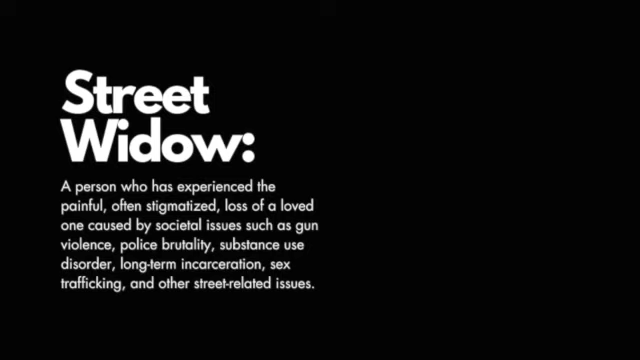 Street
Widow:
A person who has experienced the
painful, often stigmatized, loss of a loved
one caused by societal issues such as gun
violence, police brutality, substance use
disorder, long-term incarceration, sex
trafficking, and other street-related issues.